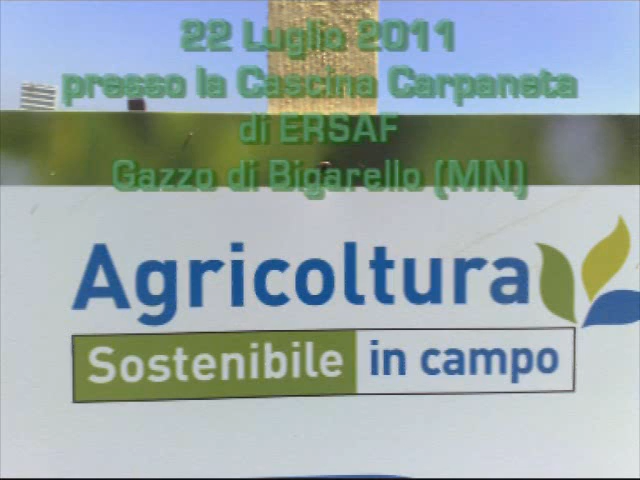 22 Luglio 2011
presso la Cascina Carpaneta
di ERSAF
Gazzo di Bigarello (MN)
Agricoltura
Sostenibile in campo